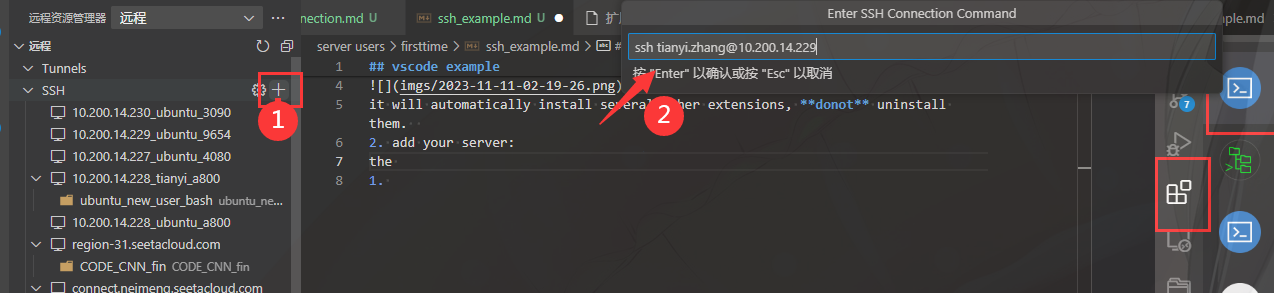 远程资源管理器 远程
远程
Tunnels
SSH
1
10.200.14.230_ubuntu_3090
10.200.14.229_ubuntu_9654
10.200.14.227_ubuntu_4080
10.200.14.228_tianyi_a800
ubuntu_new_user_bash ubuntu_ne...
10.200.14.228_ubuntu_a800
region-31.seetacloud.com
CODE_CNN_fin CODE_CNN_fin
connect.neimeng.seetacloud.com
nection.md U ssh_example.md U
server users > firsttime > ssh_example.md > #
1 ## vscode example
4 ![](imgs/2023-11-11-02-19-26.png)
5 it will automatically install several other extensions, **donot** uninstall
them.
6 2. add your server:
7 the
8 1.
Enter SSH Connection Command
ssh tianyi.zhang@10.200.14.229
按 "Enter" 以确认或按 "Esc" 以取消
2
7